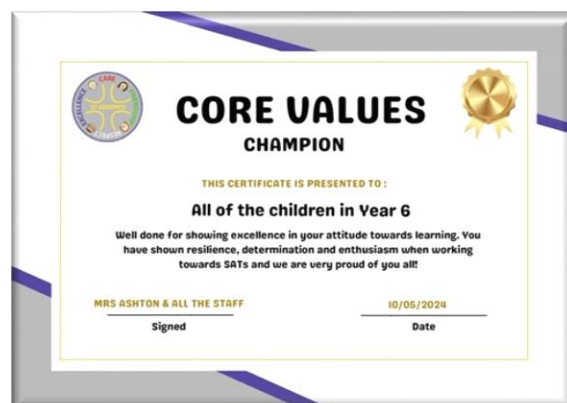 EXCELLENCE
CARE
CORE VALUES
CHAMPION
THIS CERTIFICATE IS PRESENTED TO :
All of the children in Year 6
Well done for showing excellence in your attitude towards learning. You
have shown resilience, determination and enthusiasm when working
towards SATs and we are very proud of you all!
MRS ASHTON & ALL THE STAFF
10/05/2024
Signed
Date